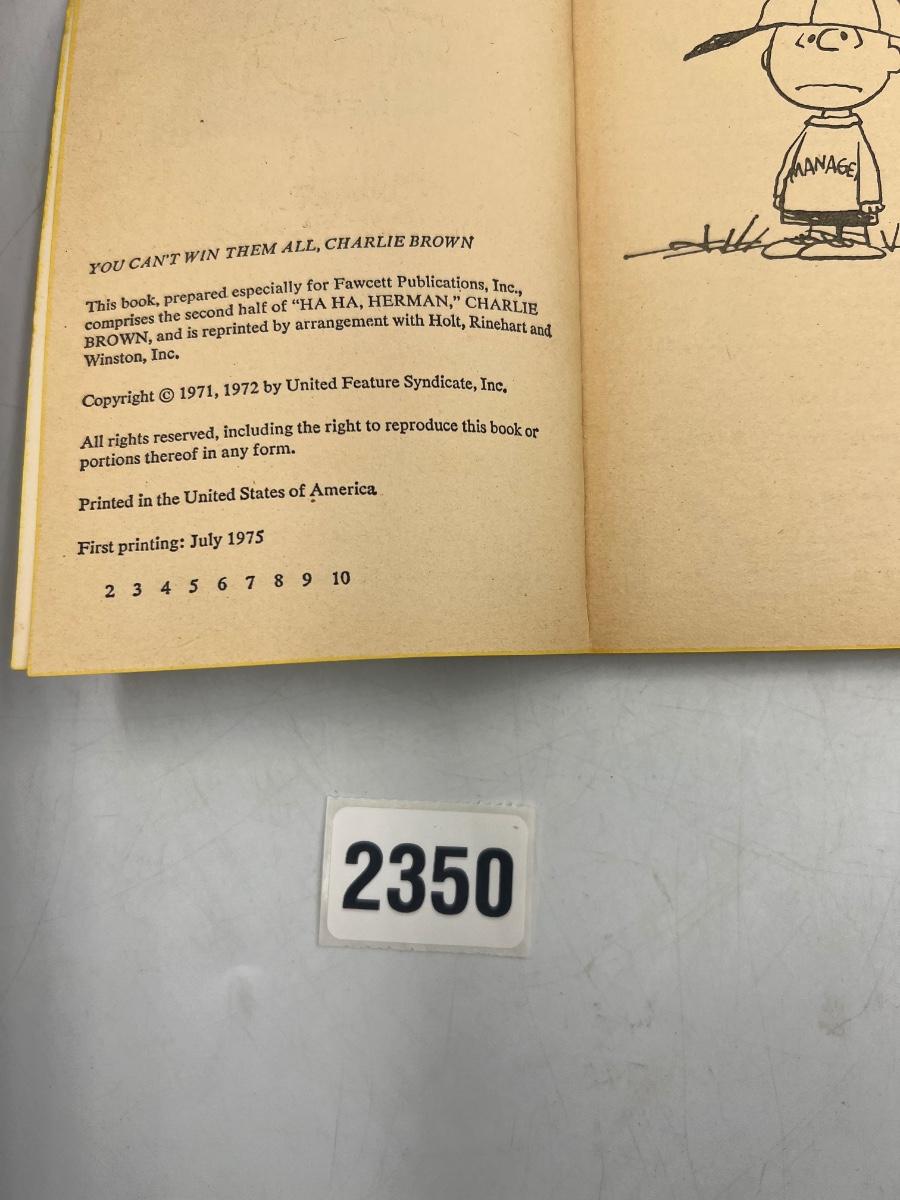 YOU CAN'T WIN THEM ALL, CHARLIE BROWN
This book, prepared especially for Fawcett Publications, Inc.,
comprises the second half of "HA HA, HERMAN," CHARLIE
BROWN, and is reprinted by arrangement with Holt, Rinehart and
Winston, Inc.
Copyright © 1971, 1972 by United Feature Syndicate, Inc.
All rights reserved, including the right to reproduce this book or
portions thereof in any form.
Printed in the United States of America
First printing: July 1975
2 3 4 5 6 7 8 9 10
MANAGE
2350